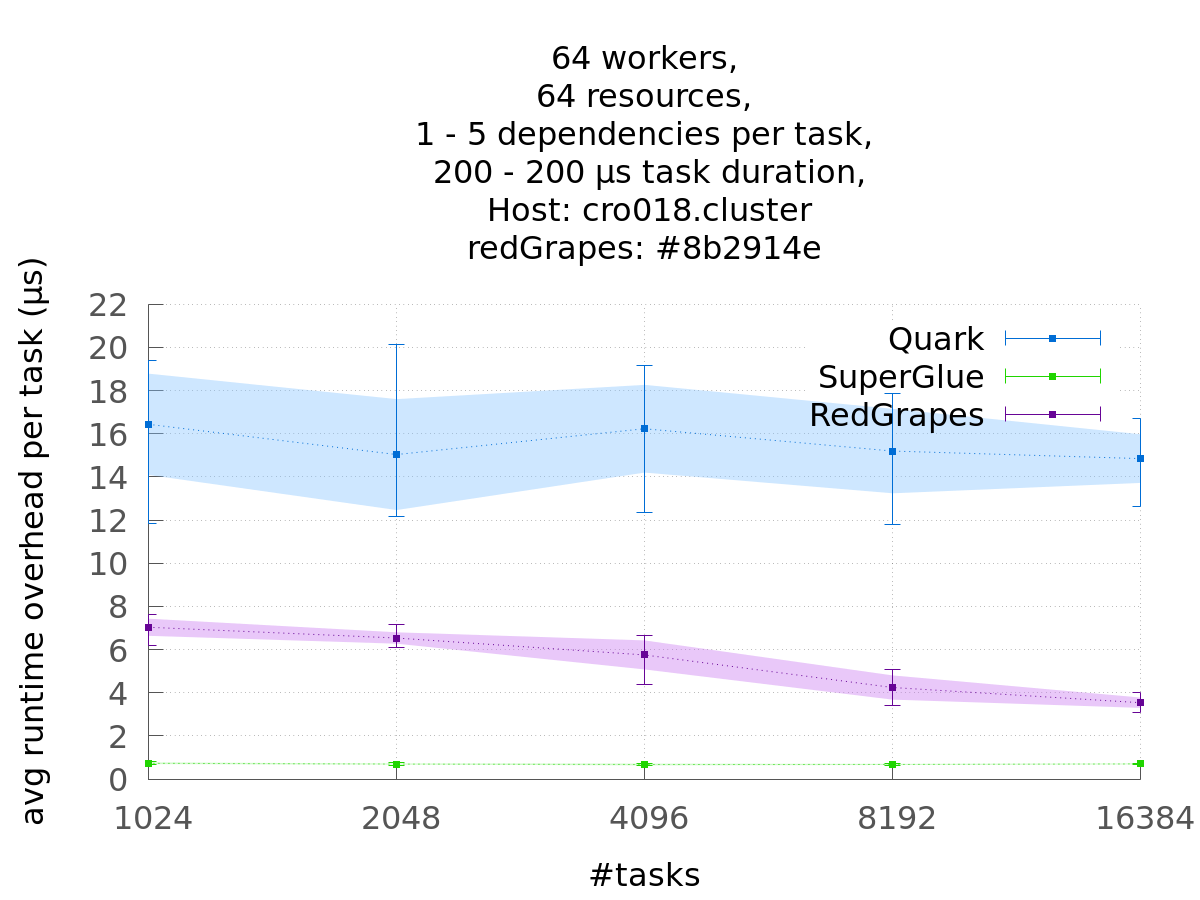 64 workers,
64 resources,
1 - 5 dependencies per task,
200 - 200 µs task duration,
Host: cro018.cluster
redGrapes: #8b2914e
avg runtime overhead per task (µs)
22
20
18
16
14
12
10
8
6
4
2
0
Quark
SuperGlue
RedGrapes
1024
2048
4096
8192
16384
#tasks